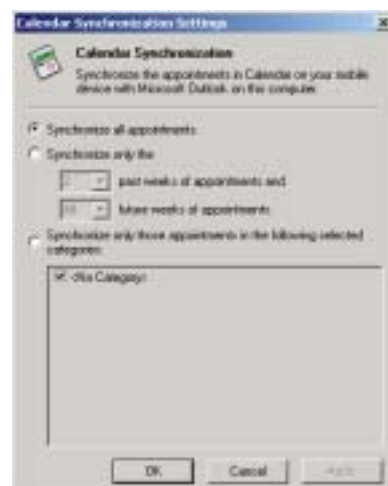 Calendar Synchronization Settings
Calendar Synchronization
Synchronize the appointments in Calendar on your mobile
device with Microsoft Outlook on this computer.
Synchronize all appointments
Synchronize only the
2 past weeks of appointments and
future weeks of appointments
Synchronize only those appointments in the following selected
categories:
<No Category>
OK Cancel Apply